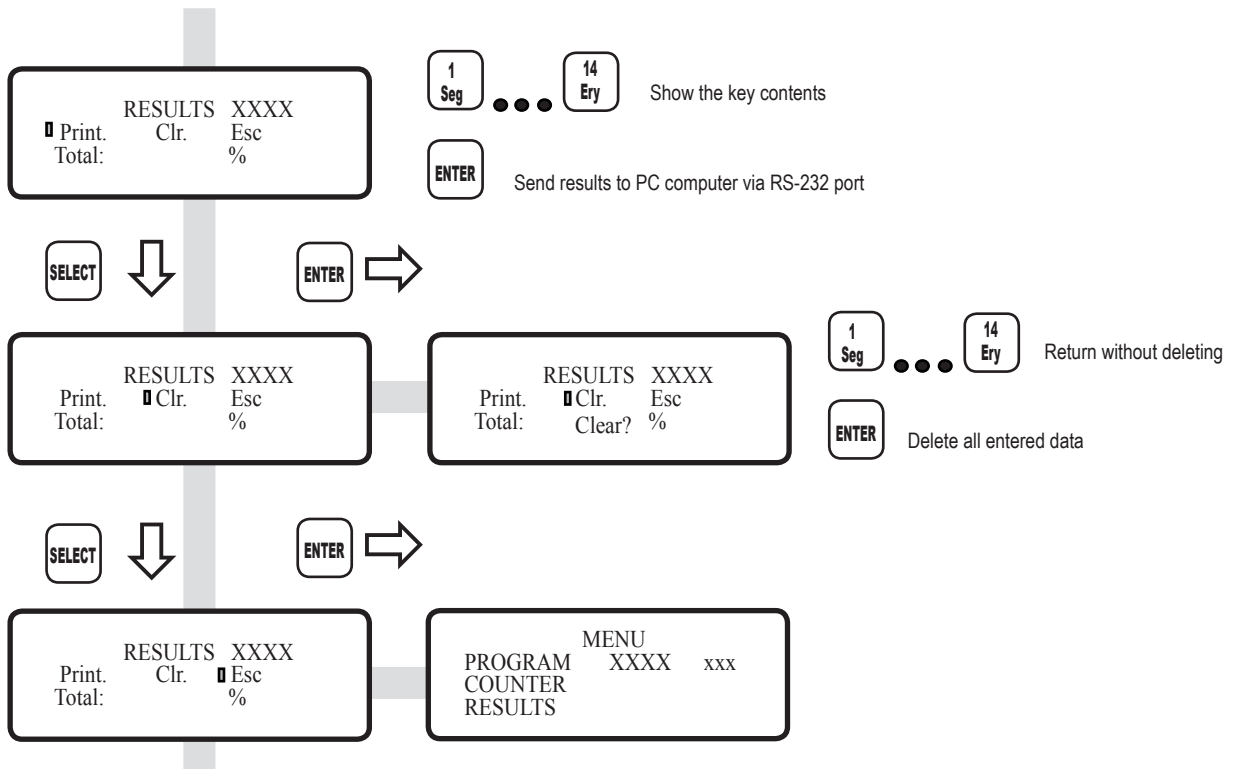 RESULTS XXXX
Print. Clr. Esc
Total: %
1 Seg 14 Ery Show the key contents
ENTER Send results to PC computer via RS-232 port
SELECT ENTER
RESULTS XXXX
Print. Clr. Esc
Total: %
RESULTS XXXX
Print. Clr. Esc
Total: Clear? %
1 Seg 14 Ery Return without deleting
ENTER Delete all entered data
SELECT ENTER
RESULTS XXXX
Print. Clr. Esc
Total: %
MENU
PROGRAM XXXX xxx
COUNTER
RESULTS